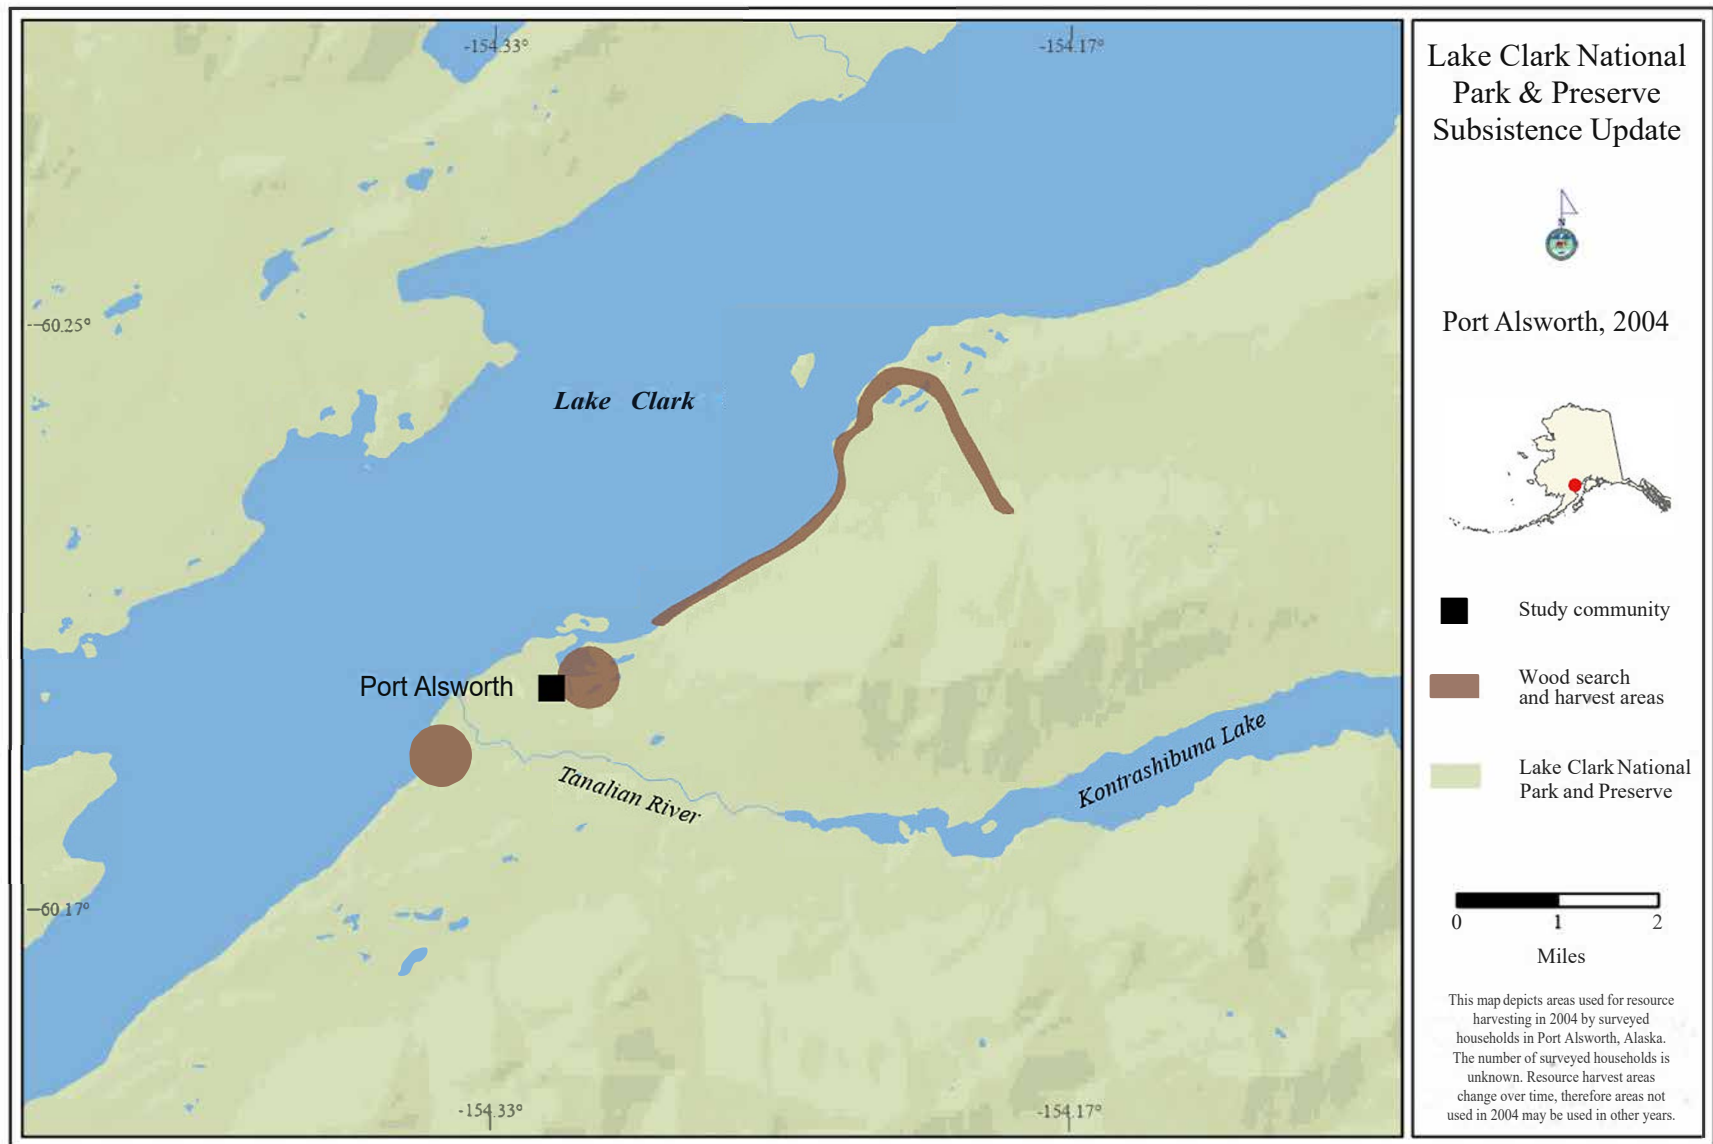 -154.33°
-154.17°
60.25°
Lake Clark
Port Alsworth
Tanalian River
Kontrashibuna Lake
60.17°
-154.33°
-154.17°
Lake Clark National
Park & Preserve
Subsistence Update
N
Port Alsworth, 2004
Study community
Wood search
and harvest areas
Lake Clark National
Park and Preserve
0 1 2
Miles
This map depicts areas used for resource
harvesting in 2004 by surveyed
households in Port Alsworth, Alaska.
The number of surveyed households is
unknown. Resource harvest areas
change over time, therefore areas not
used in 2004 may be used in other years.